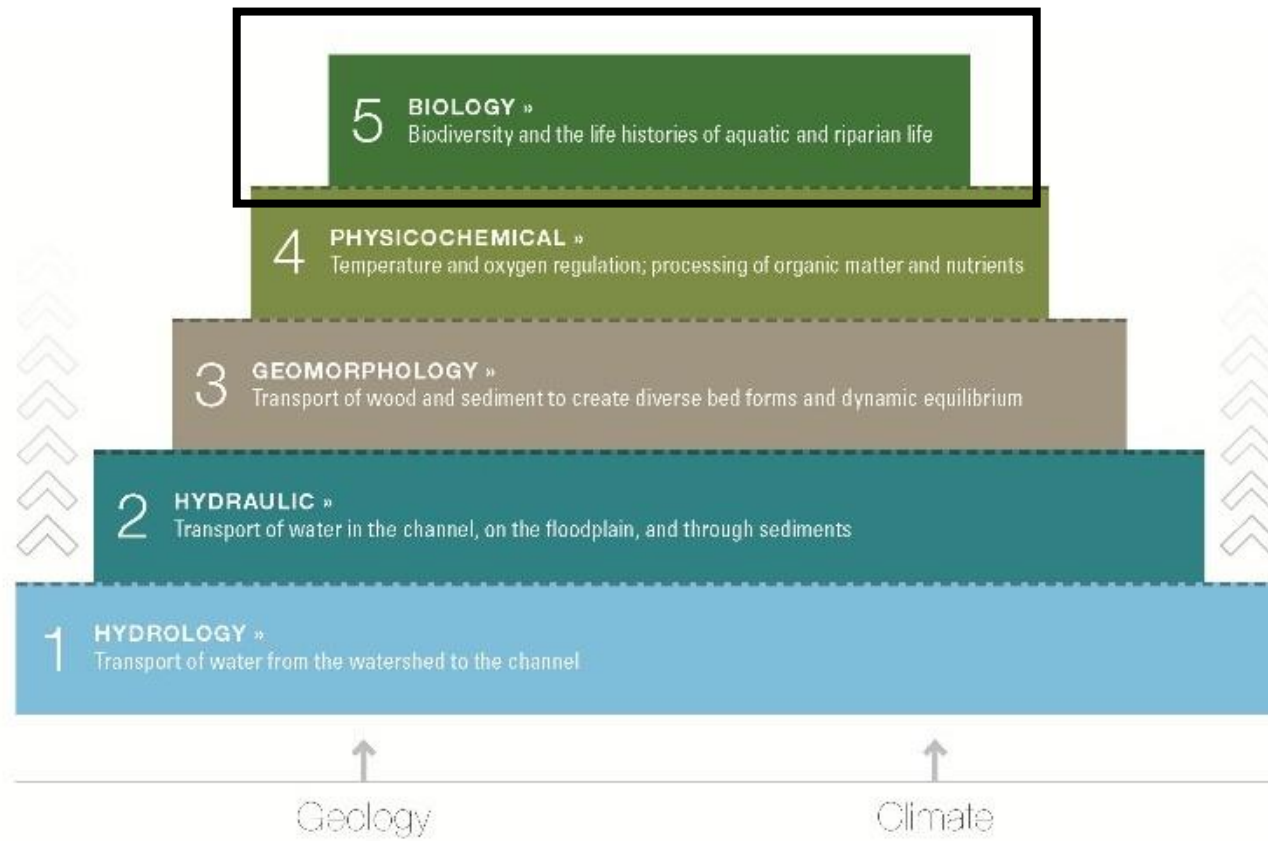 5 BIOLOGY »
Biodiversity and the life histories of aquatic and riparian life
4 PHYSICOCHEMICAL »
Temperature and oxygen regulation; processing of organic matter and nutrients
3 GEOMORPHOLOGY »
Transport of wood and sediment to create diverse bed forms and dynamic equilibrium
2 HYDRAULIC »
Transport of water in the channel, on the floodplain, and through sediments
1 HYDROLOGY »
Transport of water from the watershed to the channel
Geology Climate